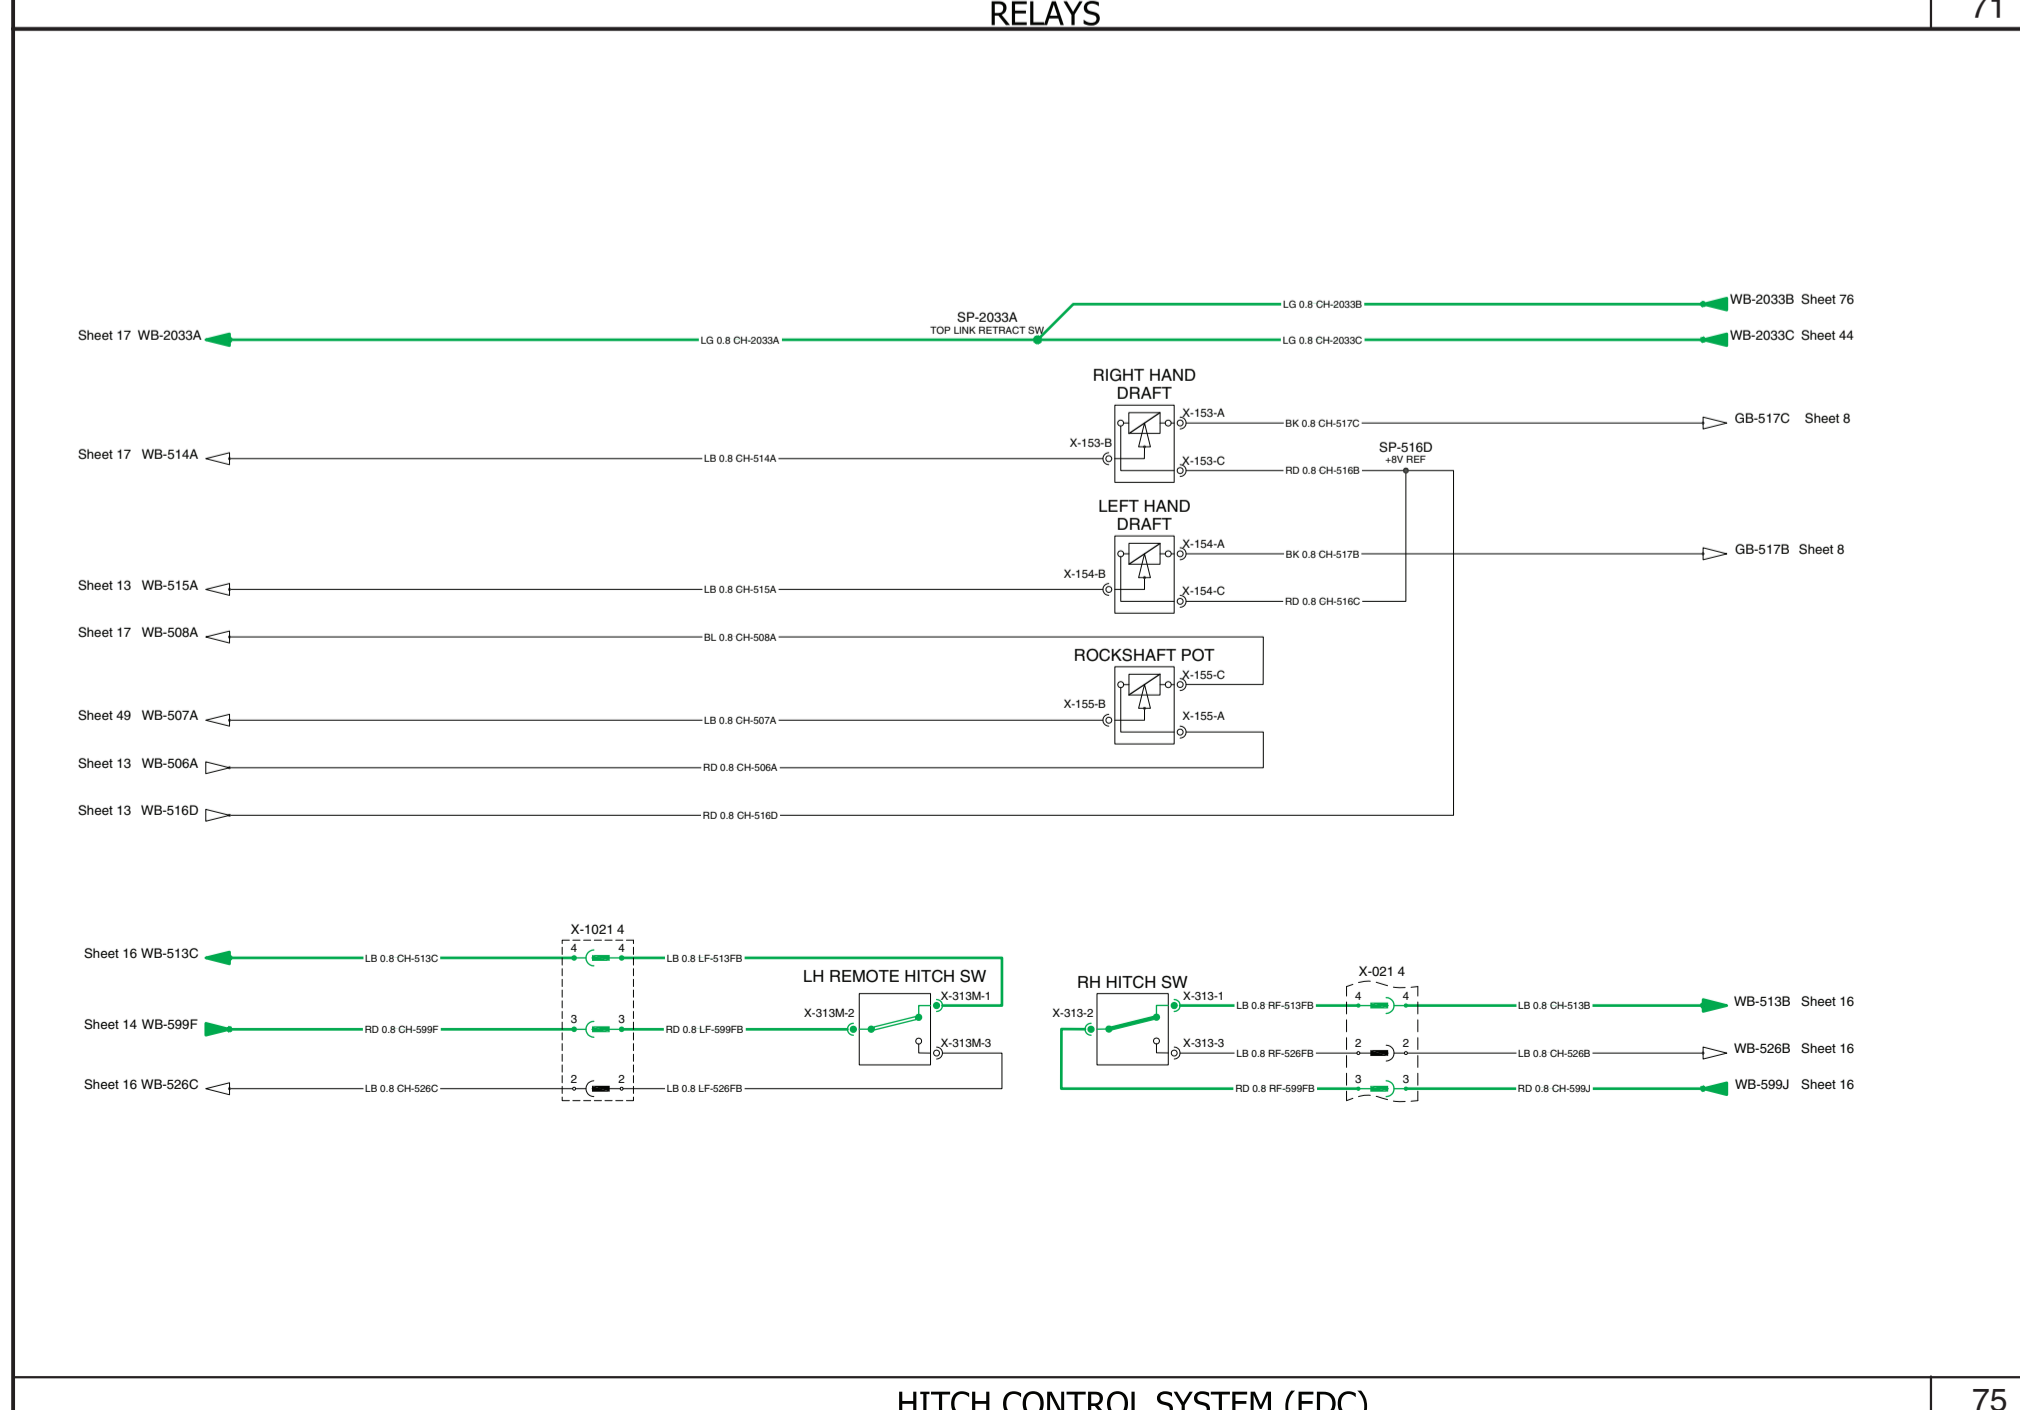 RELAYS
71
WB-2033B Sheet 76
LG 0.8 CH-2033B
SP-2033A
TOP LINK RETRACT SW
Sheet 17 WB-2033A
LG 0.8 CH-2033A
LG 0.8 CH-2033C
WB-2033C Sheet 44
RIGHT HAND
DRAFT
X-153-A
BK 0.8 CH-517C
GB-517C Sheet 8
X-153-B
SP-516D
+8V REF
Sheet 17 WB-514A
LB 0.8 CH-514A
X-153-C
RD 0.8 CH-516B
LEFT HAND
DRAFT
X-154-A
BK 0.8 CH-517B
GB-517B Sheet 8
X-154-B
Sheet 13 WB-515A
LB 0.8 CH-515A
X-154-C
RD 0.8 CH-516C
Sheet 17 WB-508A
BL 0.8 CH-508A
ROCKSHAFT POT
X-155-C
X-155-B
Sheet 49 WB-507A
LB 0.8 CH-507A
X-155-A
Sheet 13 WB-506A
RD 0.8 CH-506A
Sheet 13 WB-516D
RD 0.8 CH-516D
X-1021 4
Sheet 16 WB-513C
LB 0.8 CH-513C
4 4
LB 0.8 LF-513FB
LH REMOTE HITCH SW
X-313M-1
X-313M-2
Sheet 14 WB-599F
RD 0.8 CH-599F
3 3
RD 0.8 LF-599FB
X-313M-3
Sheet 16 WB-526C
LB 0.8 CH-526C
2 2
LB 0.8 LF-526FB
X-021 4
RH HITCH SW
X-313-1
LB 0.8 RF-513FB
4 4
LB 0.8 CH-513B
WB-513B Sheet 16
X-313-2
X-313-3
LB 0.8 RF-526FB
2 2
LB 0.8 CH-526B
WB-526B Sheet 16
RD 0.8 RF-599FB
3 3
RD 0.8 CH-599J
WB-599J Sheet 16
HITCH CONTROL SYSTEM (EDC)
75